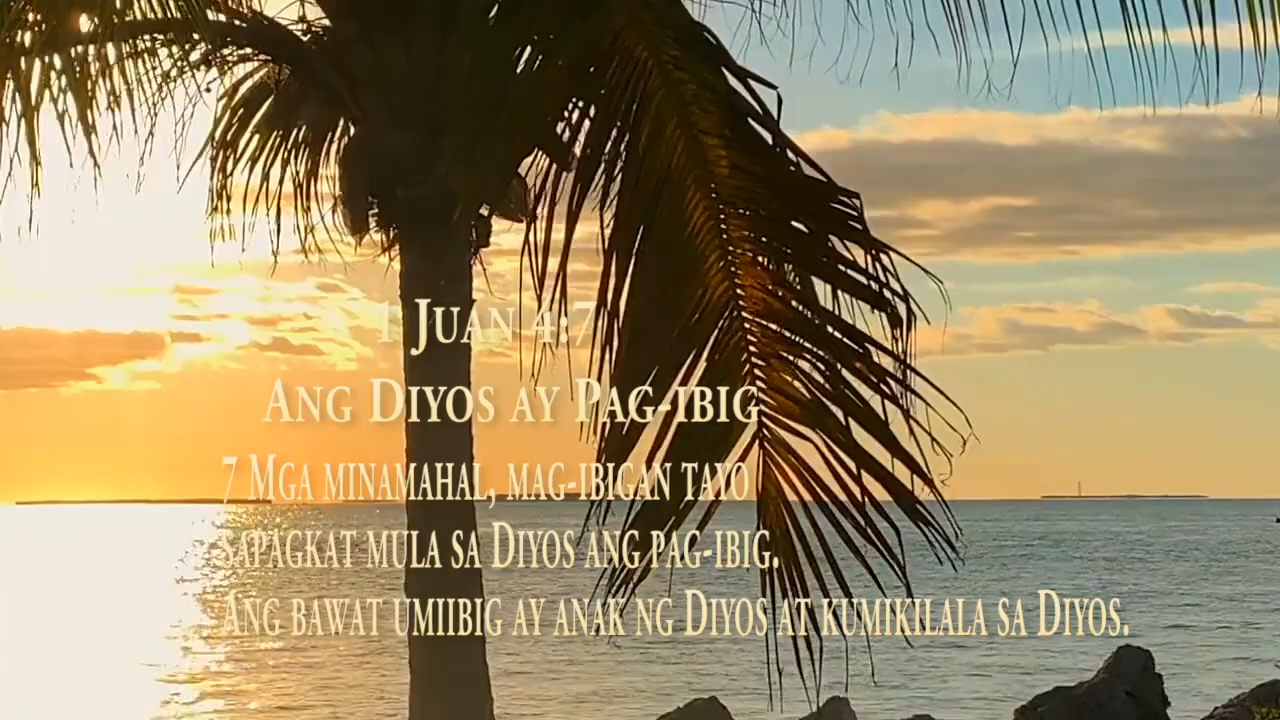 1 Juan 4:7
Ang Diyos ay Pag-ibig
7 Mga minamahal, mag-ibigan tayo
sapagkat mula sa Diyos ang pag-ibig.
Ang bawat umiibig ay anak ng Diyos at kumikilala sa Diyos.